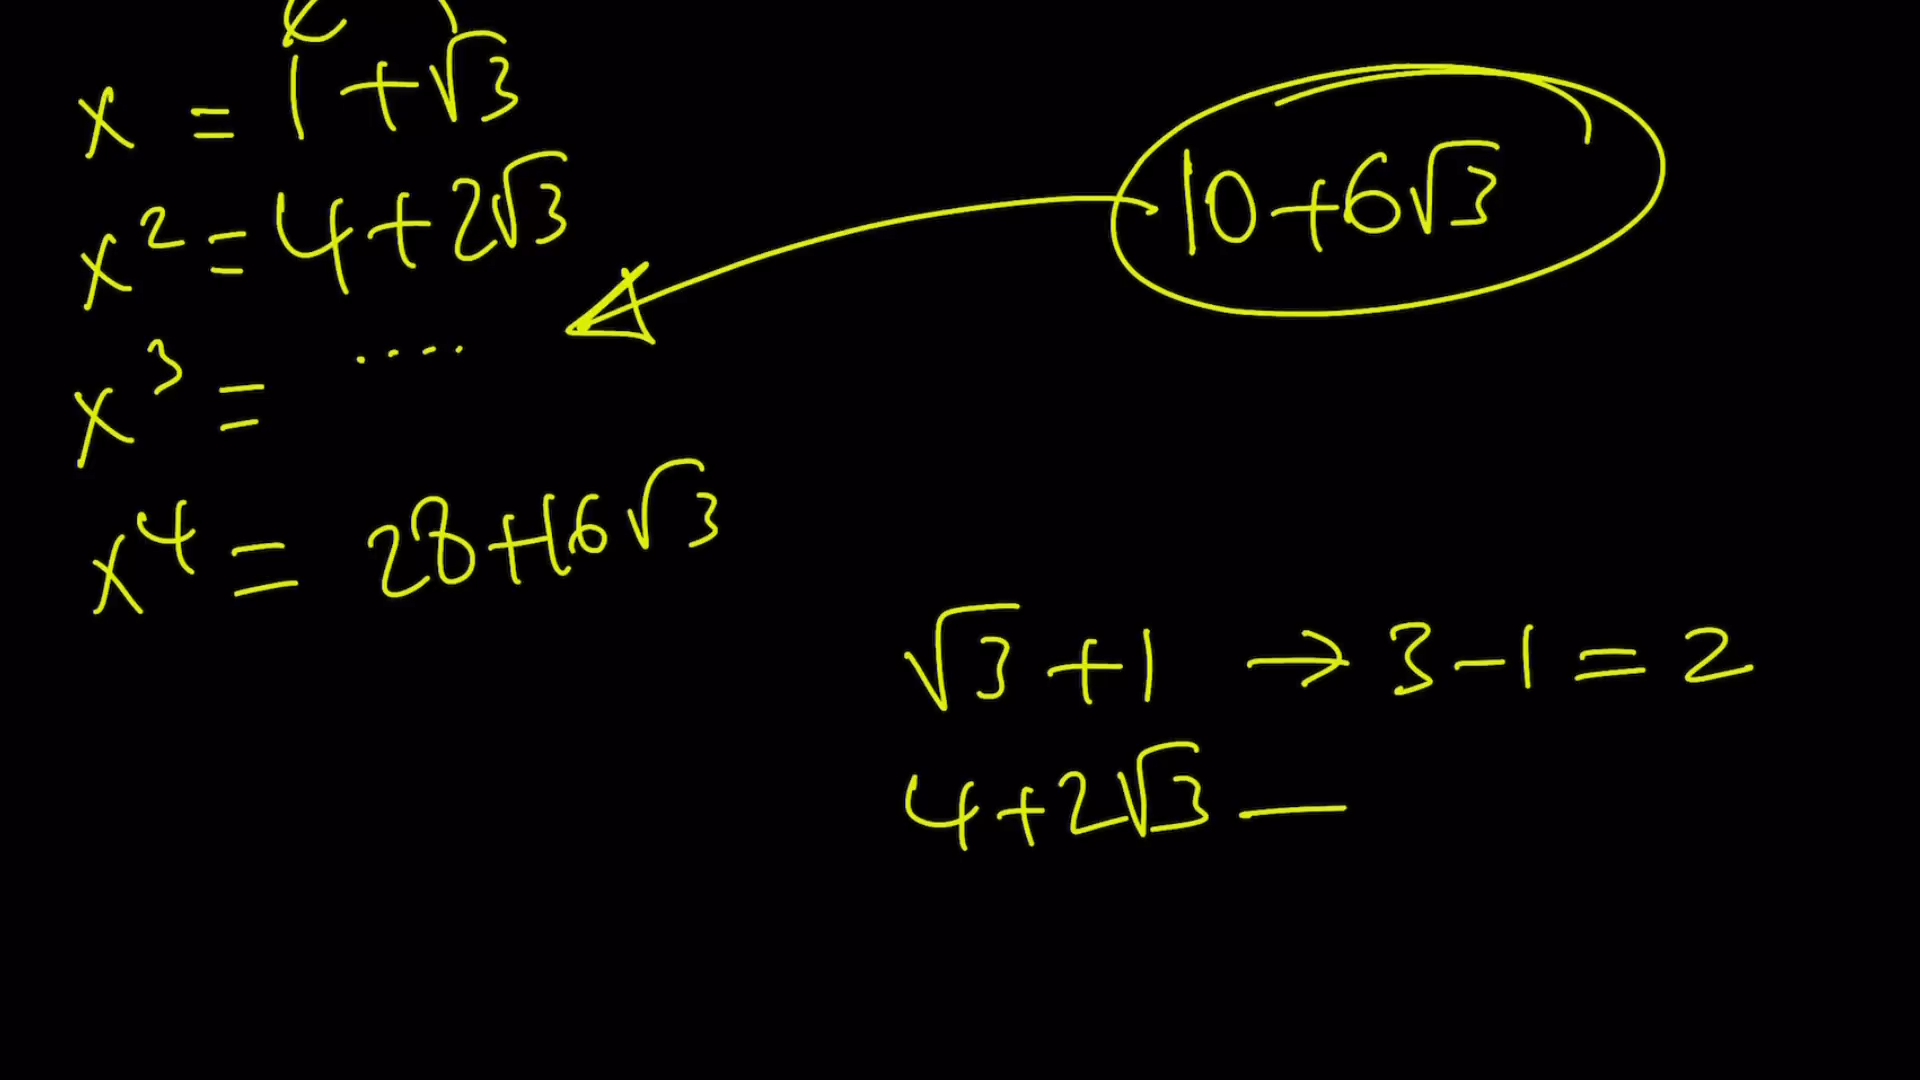 x = 1+√3
10+6√3
x² = 4+2√3
x³ = ....
x⁴ = 28+16√3
√3 +1 → 3-1 = 2
4+2√3 —